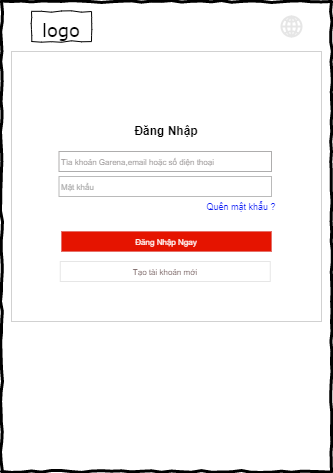 logo
Đăng Nhập
Tìa khoản Garena,email hoặc số diện thoại
Mật khẩu
Quên mật khẩu ?
Đăng Nhập Ngay
Tạo tài khoản mới